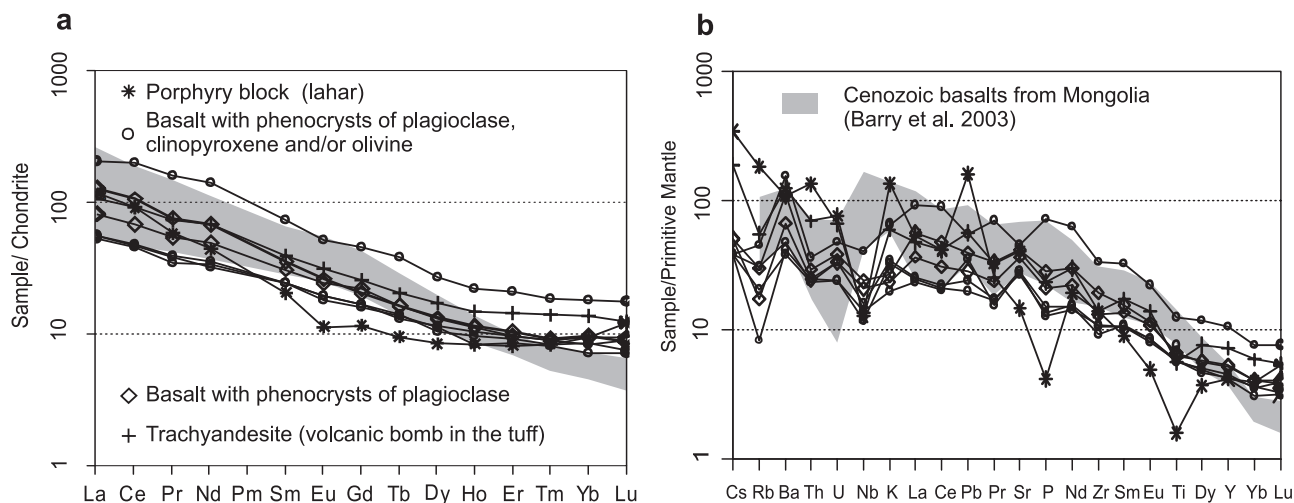 a
1000
100
10
1
Sample/ Chondrite
Porphyry block (lahar)
Basalt with phenocrysts of plagioclase,
clinopyroxene and/or olivine
Basalt with phenocrysts of plagioclase
Trachyandesite (volcanic bomb in the tuff)
La Ce Pr Nd Pm Sm Eu Gd Tb Dy Ho Er Tm Yb Lu
b
1000
100
10
1
Sample/Primitive Mantle
Cenozoic basalts from Mongolia
(Barry et al. 2003)
Cs Rb Ba Th U Nb K La Ce Pb Pr Sr P Nd Zr Sm Eu Ti Dy Y Yb Lu